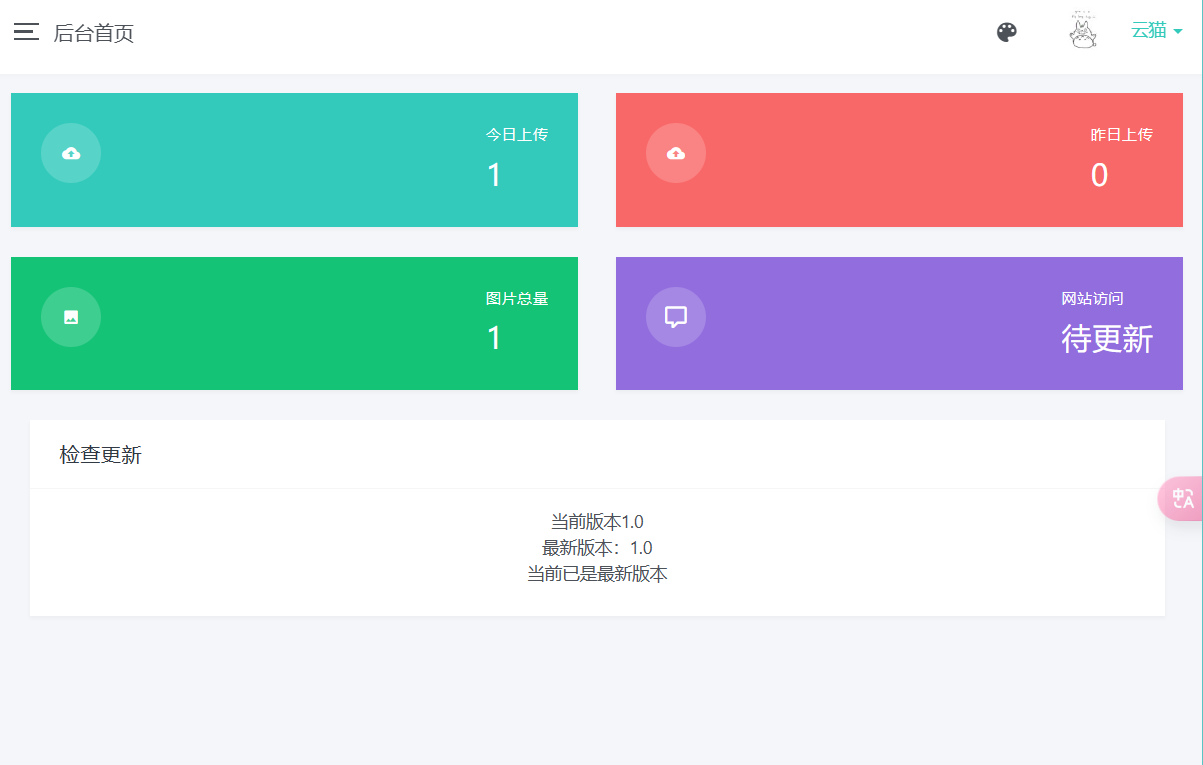 后台首页
云猫
今日上传
1
昨日上传
0
图片总量
1
网站访问
待更新
检查更新
当前版本1.0
最新版本：1.0
当前已是最新版本
中A